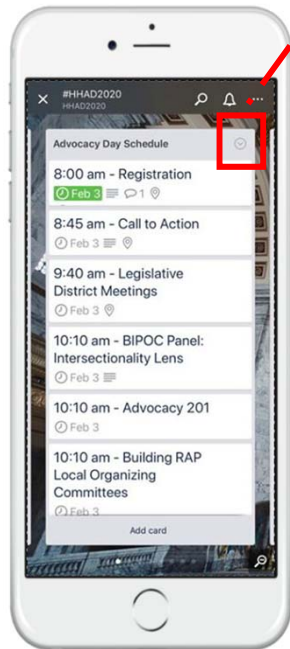 #HHAD2020
HHAD2020
Advocacy Day Schedule
8:00 am - Registration
Feb 3 1
8:45 am - Call to Action
Feb 3
9:40 am - Legislative
District Meetings
Feb 3
10:10 am - BIPOC Panel:
Intersectionality Lens
Feb 3
10:10 am - Advocacy 201
Feb 3
10:10 am - Building RAP
Local Organizing
Committees
Feb 3
Add card